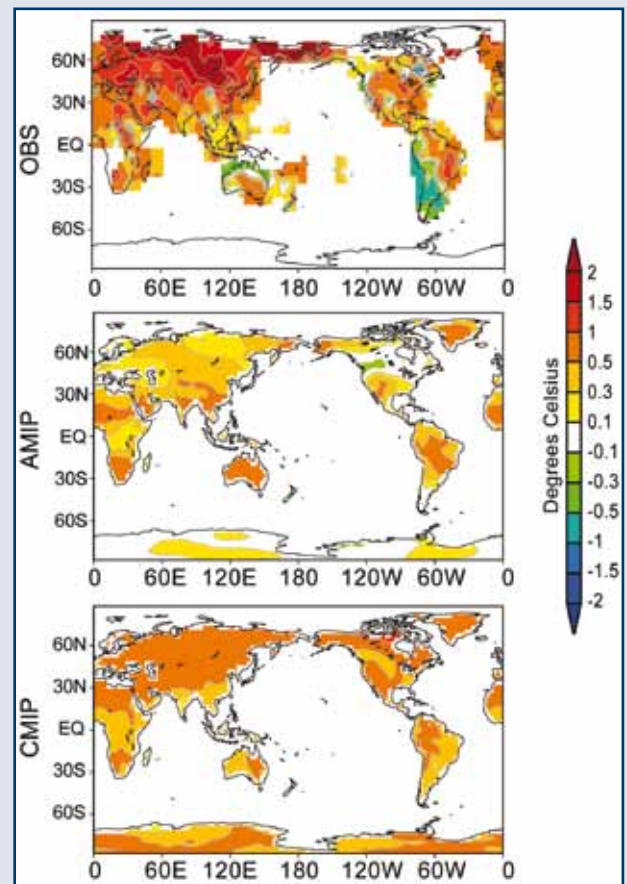 OBS
60N
30N
EQ
30S
60S
0 60E 120E 180 120W 60W 0
AMIP
60N
30N
EQ
30S
60S
0 60E 120E 180 120W 60W 0
CMIP
60N
30N
EQ
30S
60S
0 60E 120E 180 120W 60W 0
Degrees Celsius
2
1.5
1
0.5
0.3
0.1
-0.1
-0.3
-0.5
-1
-1.5
-2